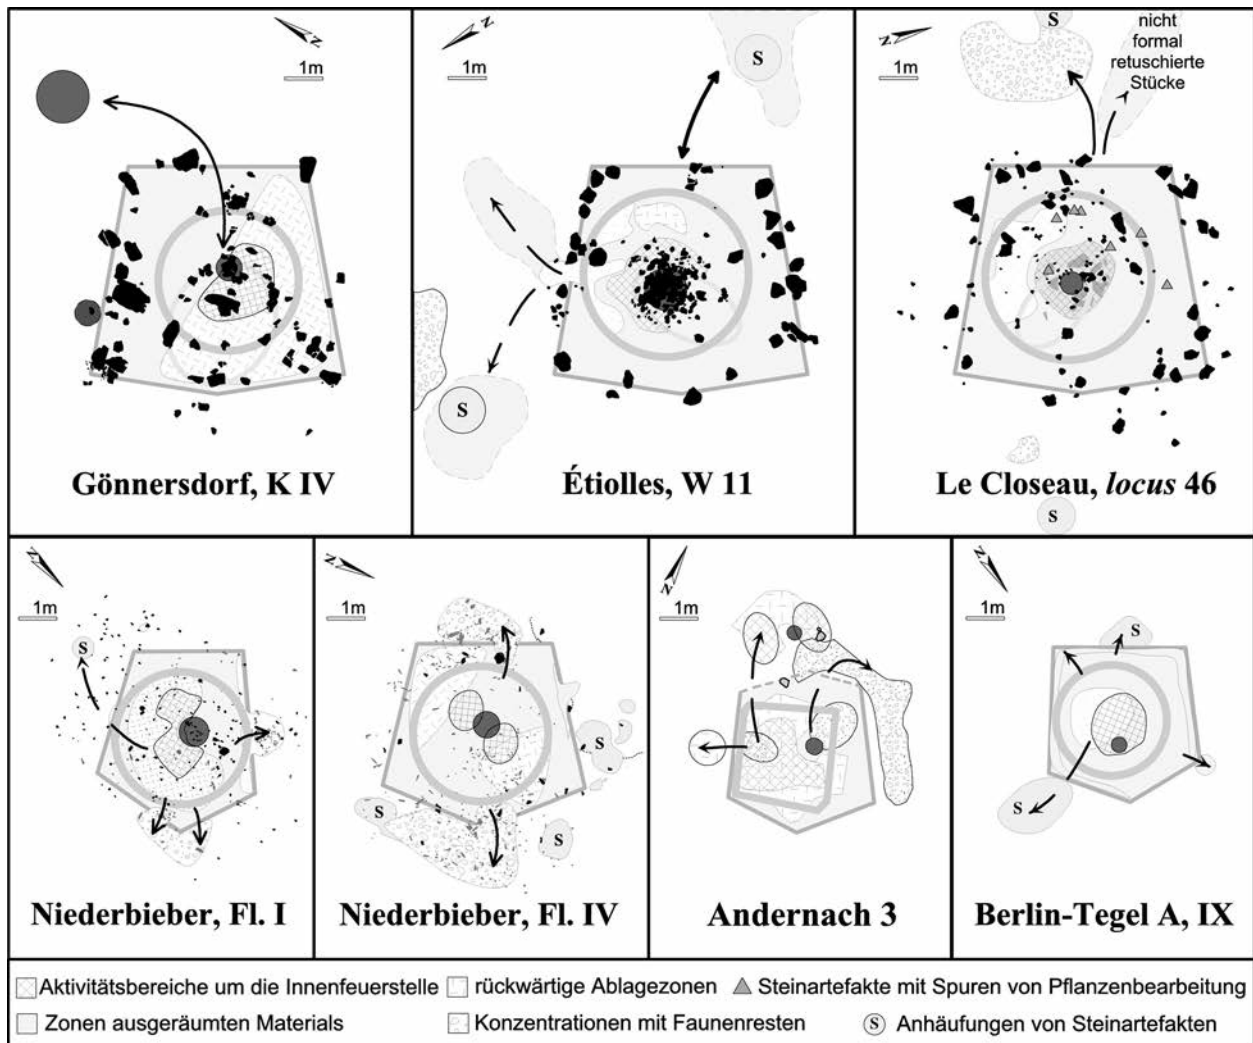 N
1m
Gönnersdorf, K IV
N
1m
S
S
Étiolles, W 11
N
1m
S
nicht
formal
retuschierte
Stücke
S
Le Closeau, locus 46
N
1m
S
Niederbieber, Fl. I
N
1m
S
S
S
Niederbieber, Fl. IV
N
1m
Andernach 3
N
1m
S
S
Berlin-Tegel A, IX
Aktivitätsbereiche um die Innenfeuerstelle rückwärtige Ablagezonen Steinartefakte mit Spuren von Pflanzenbearbeitung
Zonen ausgeräumten Materials Konzentrationen mit Faunenresten S Anhäufungen von Steinartefakten